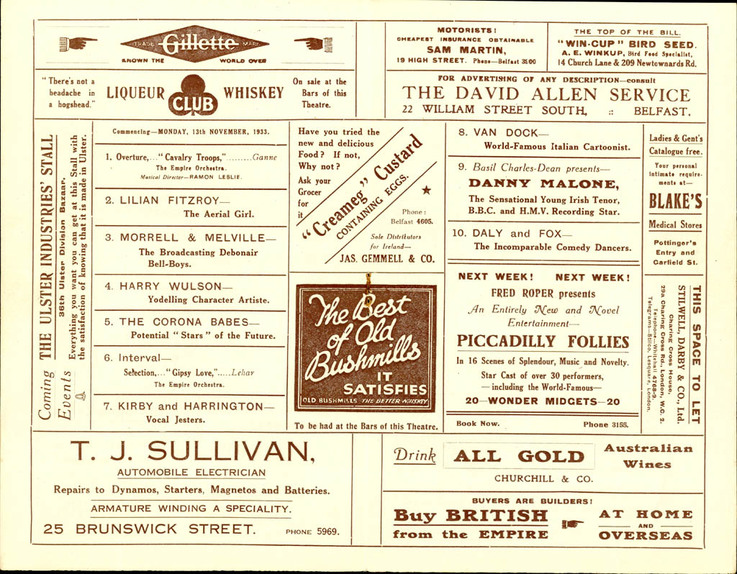 TRADE Gillette MARK
KNOWN THE WORLD OVER
"There's not a
headache in
a hogshead."
LIQUEUR CLUB WHISKEY
On sale at the
Bars of this
Theatre.
MOTORISTS!
CHEAPEST INSURANCE OBTAINABLE
SAM MARTIN,
19 HIGH STREET. Phone—Belfast 3500
THE TOP OF THE BILL.
"WIN-CUP" BIRD SEED.
A. E. WINKUP, Bird Food Specialist,
14 Church Lane & 209 Newtownards Rd.
FOR ADVERTISING OF ANY DESCRIPTION—consult
THE DAVID ALLEN SERVICE
22 WILLIAM STREET SOUTH, :: BELFAST.
Coming Events
THE ULSTER INDUSTRIES' STALL
36th Ulster Division Bazaar.
Everything you want you can get at this Stall with
the satisfaction of knowing that it is made in Ulster.
Commencing—MONDAY, 13th NOVEMBER, 1933.
1. Overture,..."Cavalry Troops,".........Ganne
The Empire Orchestra.
Musical Director—RAMON LESLIE.
2. LILIAN FITZROY—
The Aerial Girl.
3. MORRELL & MELVILLE—
The Broadcasting Debonair
Bell-Boys.
4. HARRY WULSON—
Yodelling Character Artiste.
5. THE CORONA BABES—
Potential "Stars" of the Future.
6. Interval—
Selection,..."Gipsy Love,".....Lehar
The Empire Orchestra.
7. KIRBY and HARRINGTON—
Vocal Jesters.
Have you tried the
new and delicious
Food? If not,
Why not?
Ask your
Grocer
for
it
"Creameg" Custard
CONTAINING EGGS.
Phone:
Belfast 4605.
Sole Distributors
for Ireland—
JAS. GEMMELL & CO.
The Best
of Old
Bushmills
IT
SATISFIES
OLD BUSHMILLS THE BETTER WHISKY
To be had at the Bars of this Theatre.
8. VAN DOCK—
World-Famous Italian Cartoonist.
9. Basil Charles-Dean presents—
DANNY MALONE,
The Sensational Young Irish Tenor,
B.B.C. and H.M.V. Recording Star.
10. DALY and FOX—
The Incomparable Comedy Dancers.
NEXT WEEK! NEXT WEEK!
FRED ROPER presents
An Entirely New and Novel
Entertainment—
PICCADILLY FOLLIES
In 16 Scenes of Splendour, Music and Novelty.
Star Cast of over 30 performers,
—including the World-Famous—
20—WONDER MIDGETS—20
Book Now. Phone 3155.
Ladies & Gent's
Catalogue free.
Your personal
intimate require-
ments at—
BLAKE'S
Medical Stores
Pottinger's
Entry and
Garfield St.
THIS SPACE TO LET
STILWELL, DARBY & CO., Ltd.
Charing Cross House,
29a Charing Cross Rd., London, W.C. 2.
Telephone—Whitehall 4768-9.
London.
T. J. SULLIVAN,
AUTOMOBILE ELECTRICIAN
Repairs to Dynamos, Starters, Magnetos and Batteries.
ARMATURE WINDING A SPECIALITY.
25 BRUNSWICK STREET. PHONE 5969.
Drink ALL GOLD Australian
Wines
CHURCHILL & CO.
BUYERS ARE BUILDERS!
Buy BRITISH
from the EMPIRE
AT HOME
AND
OVERSEAS